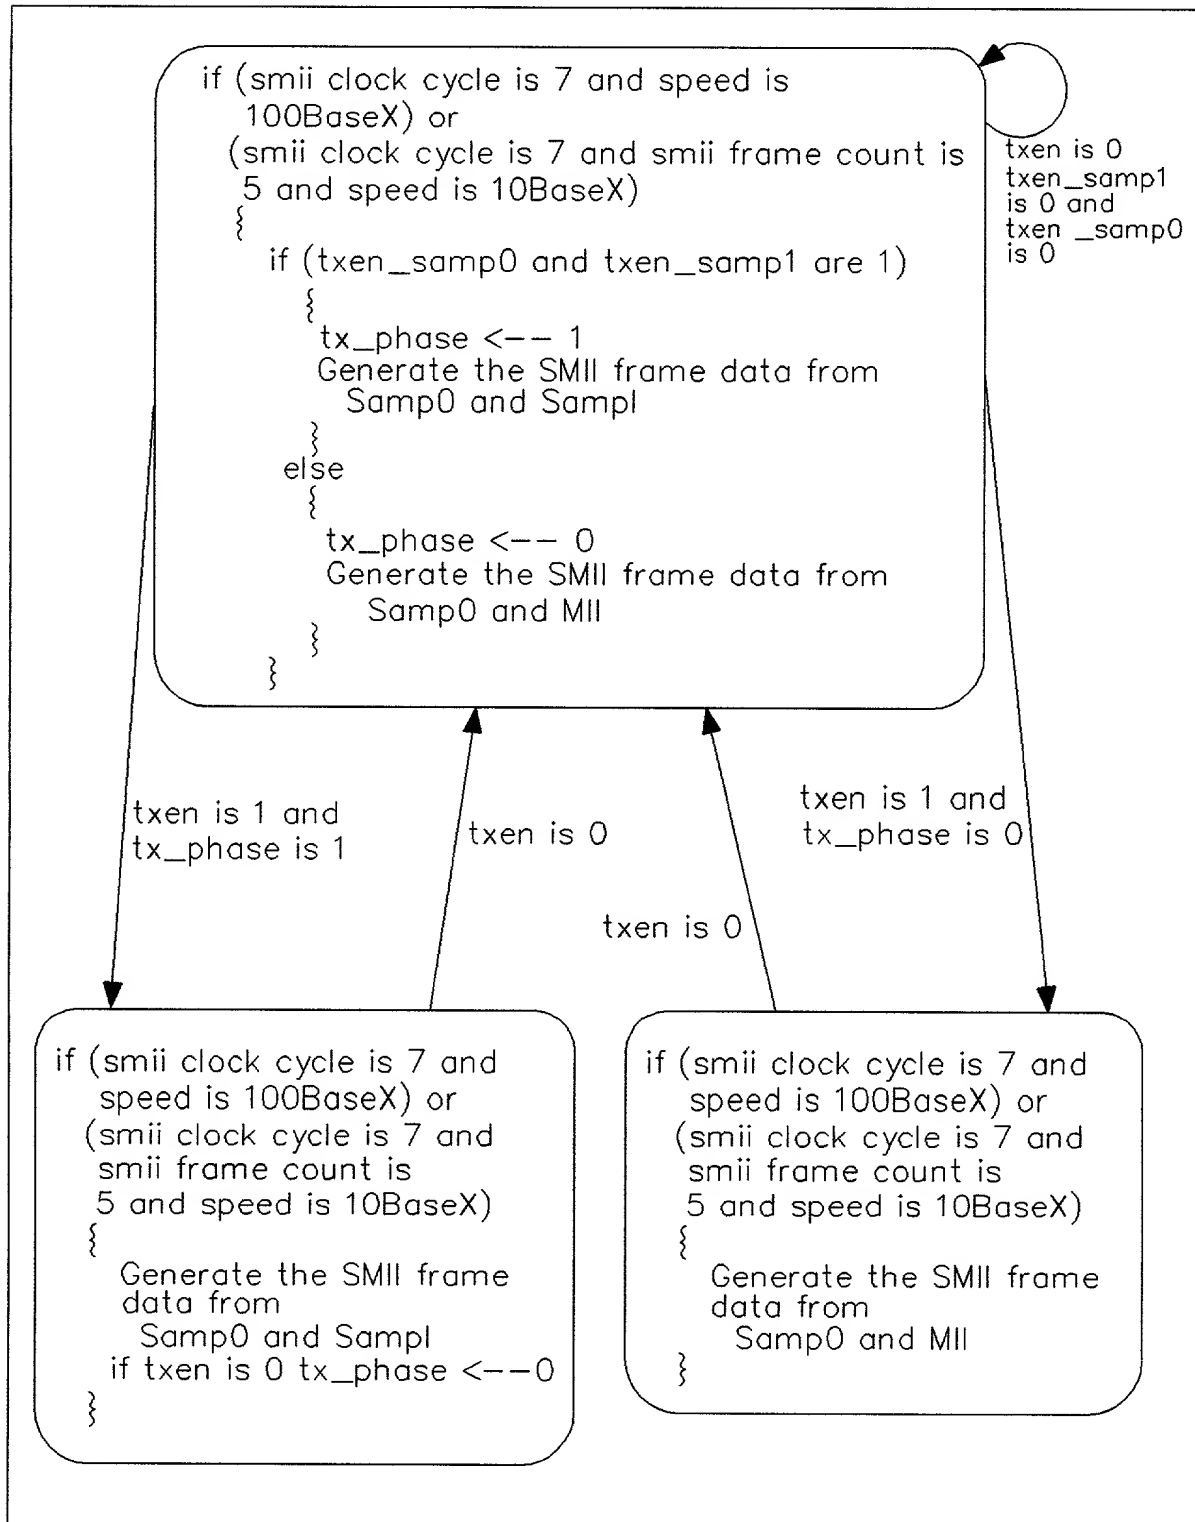 if (smii clock cycle is 7 and speed is
100BaseX) or
(smii clock cycle is 7 and smii frame count is
5 and speed is 10BaseX)
{
if (txen_samp0 and txen_samp1 are 1)
{
tx_phase <-- 1
Generate the SMII frame data from
Samp0 and SampI
}
else
{
tx_phase <-- 0
Generate the SMII frame data from
Samp0 and MII
}
}
txen is 0
txen_samp1
is 0 and
txen _samp0
is 0
txen is 1 and
tx_phase is 1
txen is 0
txen is 0
txen is 1 and
tx_phase is 0
if (smii clock cycle is 7 and
speed is 100BaseX) or
(smii clock cycle is 7 and
smii frame count is
5 and speed is 10BaseX)
{
Generate the SMII frame
data from
Samp0 and SampI
if txen is 0 tx_phase <--0
}
if (smii clock cycle is 7 and
speed is 100BaseX) or
(smii clock cycle is 7 and
smii frame count is
5 and speed is 10BaseX)
{
Generate the SMII frame
data from
Samp0 and MII
}